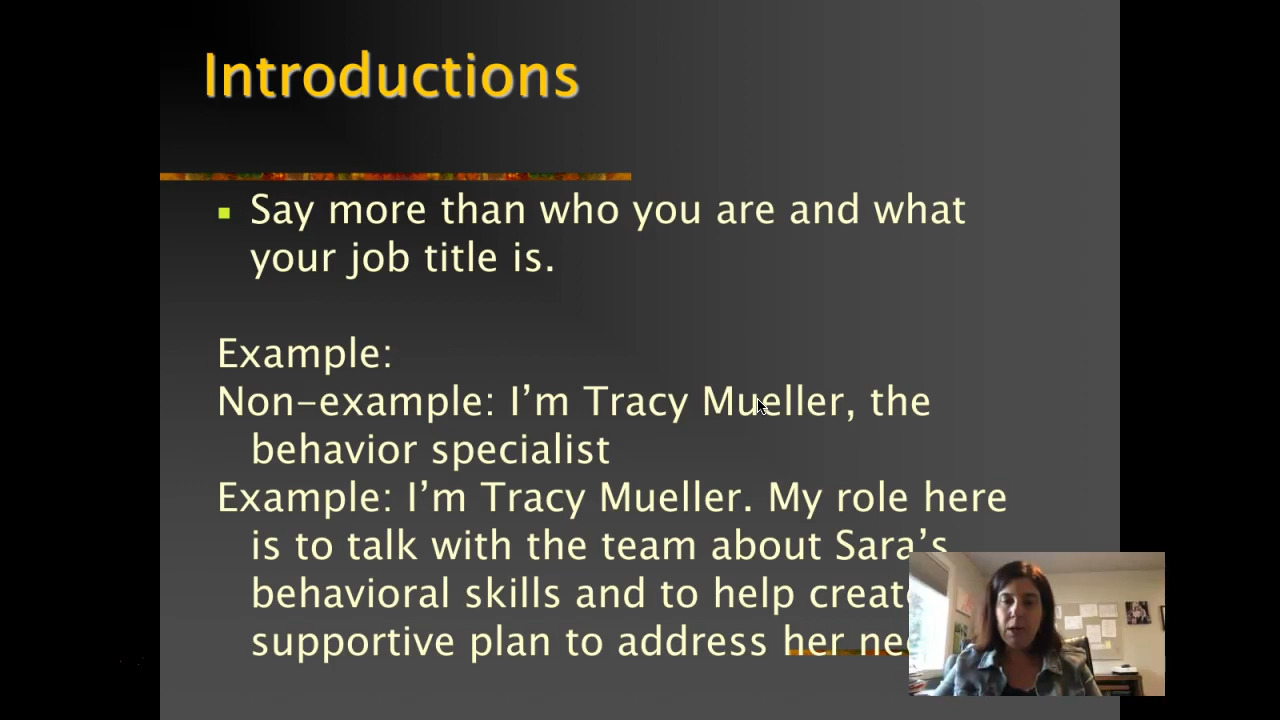 Introductions
Say more than who you are and what
your job title is.
Example:
Non-example: I’m Tracy Mueller, the
behavior specialist
Example: I’m Tracy Mueller. My role here
is to talk with the team about Sara’s
behavioral skills and to help create
supportive plan to address her